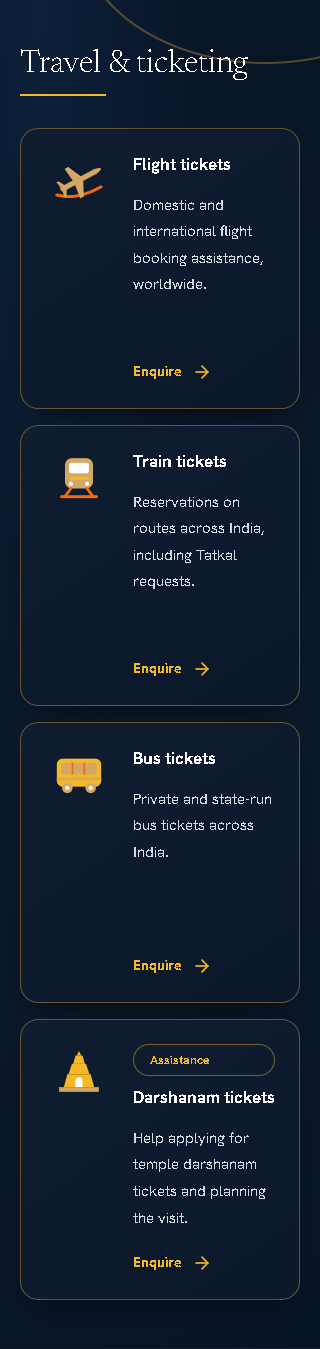 Travel & ticketing
Flight tickets
Domestic and
international flight
booking assistance,
worldwide.
Enquire
Train tickets
Reservations on
routes across India,
including Tatkal
requests.
Enquire
Bus tickets
Private and state-run
bus tickets across
India.
Enquire
Assistance
Darshanam tickets
Help applying for
temple darshanam
tickets and planning
the visit.
Enquire